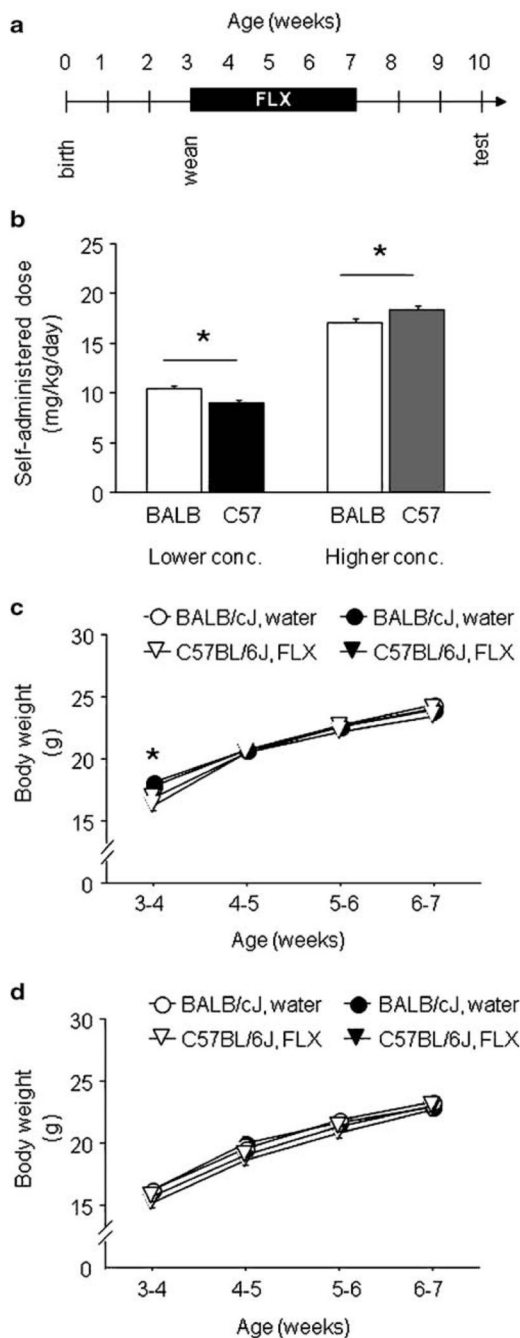 a
Age (weeks)
0 1 2 3 4 5 6 7 8 9 10
FLX
birth
wean
test
b
Self-administered dose
(mg/kg/day)
25
20
15
10
5
0
*
*
BALB C57 BALB C57
Lower conc. Higher conc.
c
BALB/cJ, water BALB/cJ, water
C57BL/6J, FLX C57BL/6J, FLX
Body weight
(g)
30
25
20
15
0
*
3-4 4-5 5-6 6-7
Age (weeks)
d
BALB/cJ, water BALB/cJ, water
C57BL/6J, FLX C57BL/6J, FLX
Body weight
(g)
30
25
20
15
0
3-4 4-5 5-6 6-7
Age (weeks)